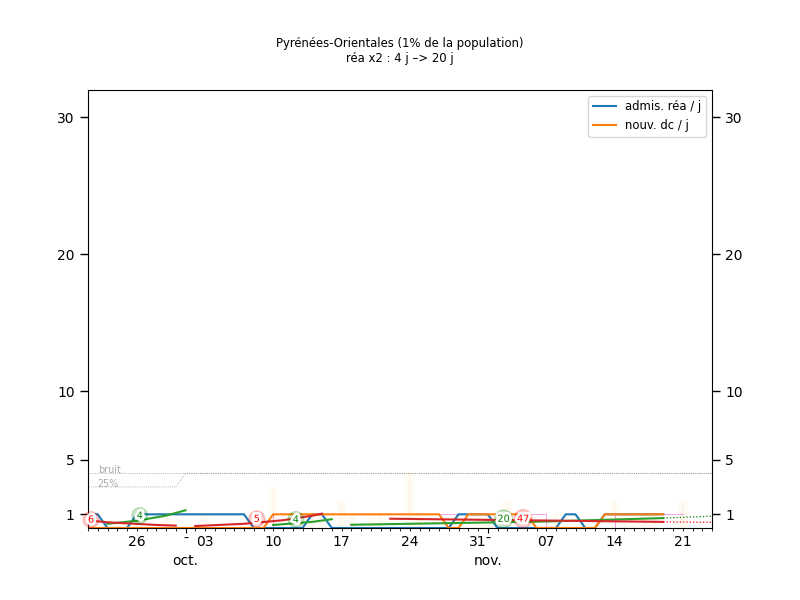 Pyrénées-Orientales (1% de la population)
réa x2 : 4 j –> 20 j
admis. réa / j
nouv. dc / j
30 30
20 20
10 10
5 5
bruit
25%
1 1
6 4 5 4 20 47
26 - 03 10 17 24 31 07 14 21
oct. nov.